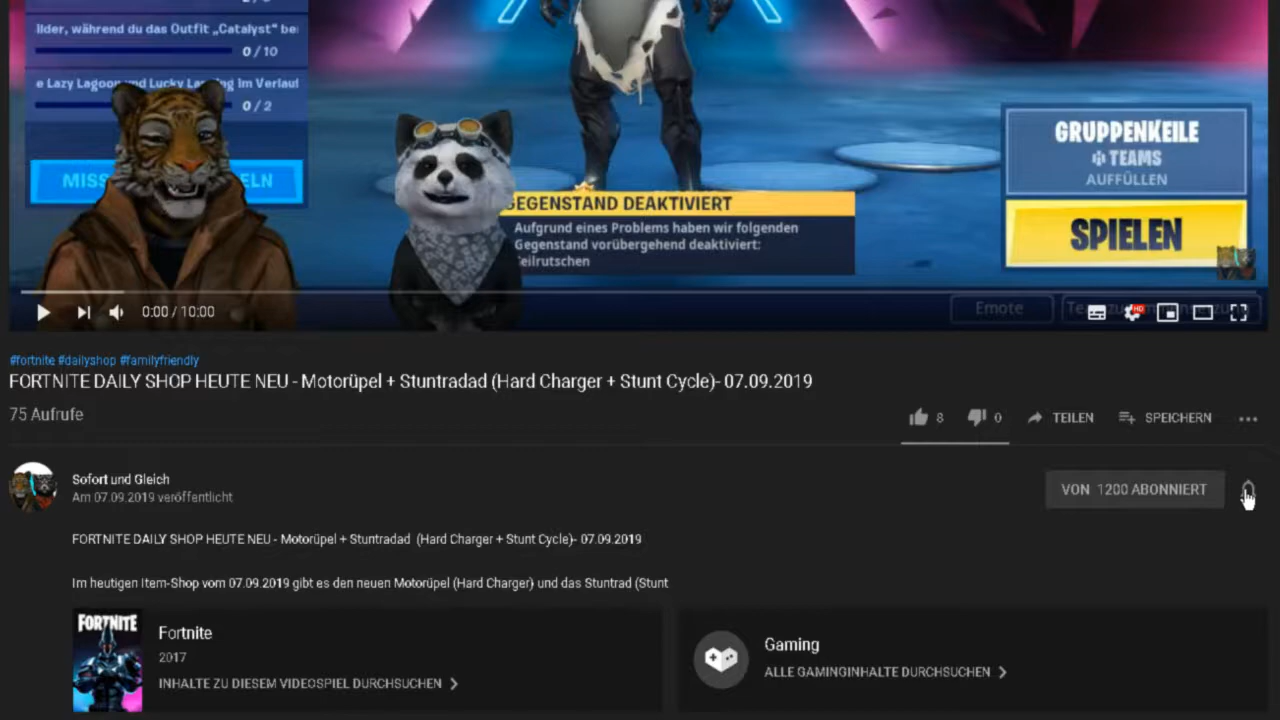 lder, während du das Outfit „Catalyst" be
0 / 10
e Lazy Lagoon und Lucky Landing Im Verlauf
0 / 2
MISS ELN
GRUPPENKEILE
TEAMS
AUFFÜLLEN
SPIELEN
GEGENSTAND DEAKTIVIERT
Aufgrund eines Problems haben wir folgenden
Gegenstand vorübergehend deaktiviert:
eilrutschen
0:00 / 10:00
Emote
HD
#fortnite #dailyshop #familyfriendly
FORTNITE DAILY SHOP HEUTE NEU - Motorüpel + Stuntradad (Hard Charger + Stunt Cycle)- 07.09.2019
75 Aufrufe
8
0
TEILEN
SPEICHERN
Sofort und Gleich
Am 07.09.2019 veröffentlicht
VON 1200 ABONNIERT
FORTNITE DAILY SHOP HEUTE NEU - Motorüpel + Stuntradad (Hard Charger + Stunt Cycle)- 07.09.2019
Im heutigen Item-Shop vom 07.09.2019 gibt es den neuen Motorüpel (Hard Charger) und das Stuntrad (Stunt
FORTNITE
Fortnite
2017
INHALTE ZU DIESEM VIDEOSPIEL DURCHSUCHEN
Gaming
ALLE GAMINGINHALTE DURCHSUCHEN